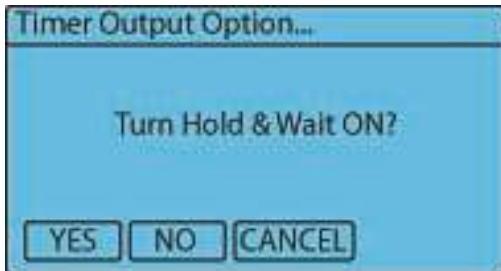 Timer Output Option...
Turn Hold & Wait ON?
YES NO CANCEL